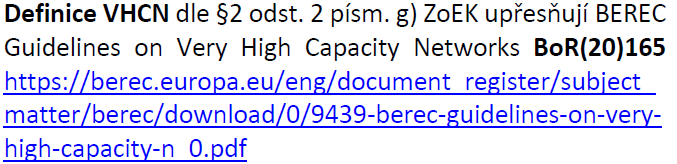 Definice VHCN dle §2 odst. 2 písm. g) ZoEK upřesňují BEREC
Guidelines on Very High Capacity Networks BoR(20)165
https://berec.europa.eu/eng/document_register/subject_
matter/berec/download/0/9439-berec-guidelines-on-very-
high-capacity-n_0.pdf